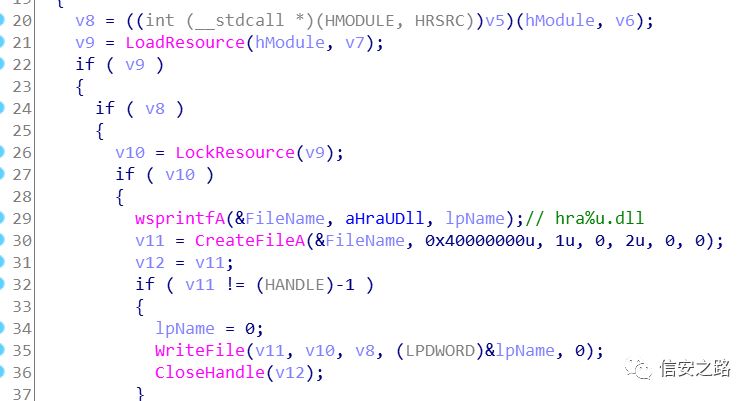 {
20 v8 = ((int (__stdcall *)(HMODULE, HRSRC))v5)(hModule, v6);
21 v9 = LoadResource(hModule, v7);
22 if ( v9 )
23 {
24 if ( v8 )
25 {
26 v10 = LockResource(v9);
27 if ( v10 )
28 {
29 wsprintfA(&FileName, aHraUDll, lpName);// hra%u.dll
30 v11 = CreateFileA(&FileName, 0x40000000u, 1u, 0, 2u, 0, 0);
31 v12 = v11;
32 if ( v11 != (HANDLE)-1 )
33 {
34 lpName = 0;
35 WriteFile(v11, v10, v8, (LPDWORD)&lpName, 0);
36 CloseHandle(v12);
37 }
信安之路